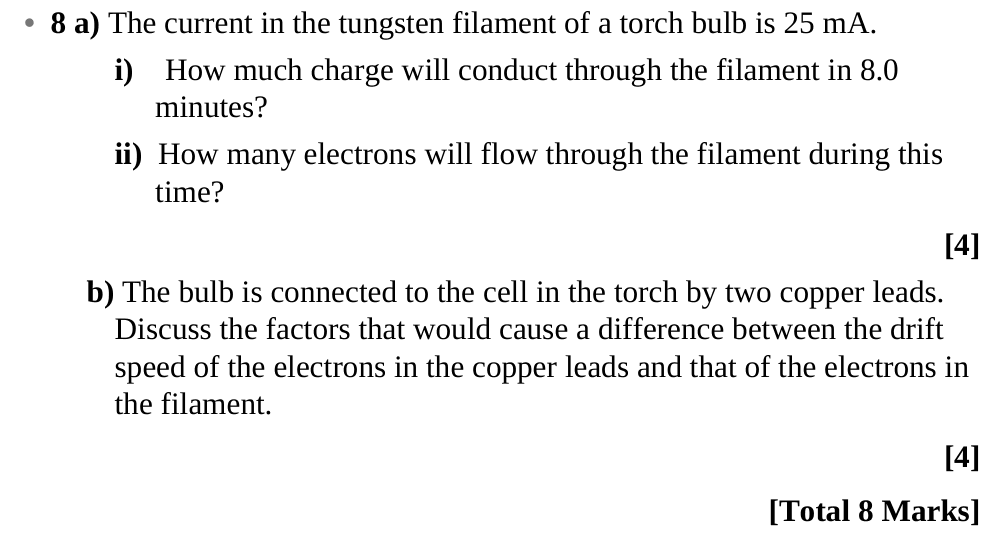 • 8 a) The current in the tungsten filament of a torch bulb is 25 mA.
i) How much charge will conduct through the filament in 8.0
minutes?
ii) How many electrons will flow through the filament during this
time?
[4]
b) The bulb is connected to the cell in the torch by two copper leads.
Discuss the factors that would cause a difference between the drift
speed of the electrons in the copper leads and that of the electrons in
the filament.
[4]
[Total 8 Marks]